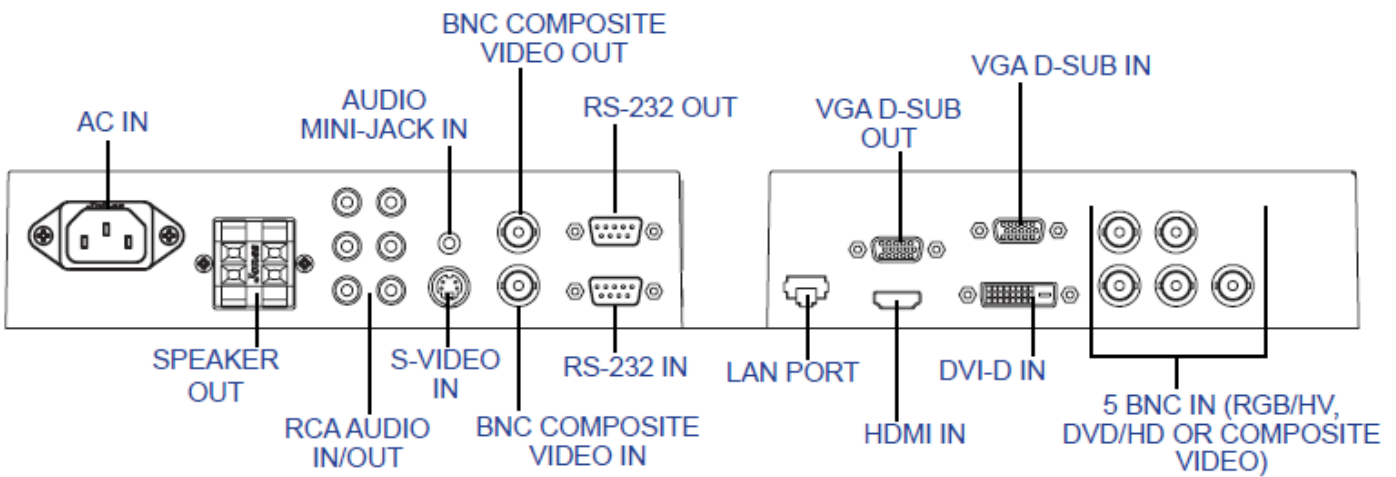 BNC COMPOSITE
VIDEO OUT
VGA D-SUB IN
AUDIO
MINI-JACK IN
RS-232 OUT
VGA D-SUB
OUT
AC IN
SPEAKER
OUT
S-VIDEO
IN
RS-232 IN
LAN PORT
DVI-D IN
RCA AUDIO
IN/OUT
BNC COMPOSITE
VIDEO IN
HDMI IN
5 BNC IN (RGB/HV,
DVD/HD OR COMPOSITE
VIDEO)